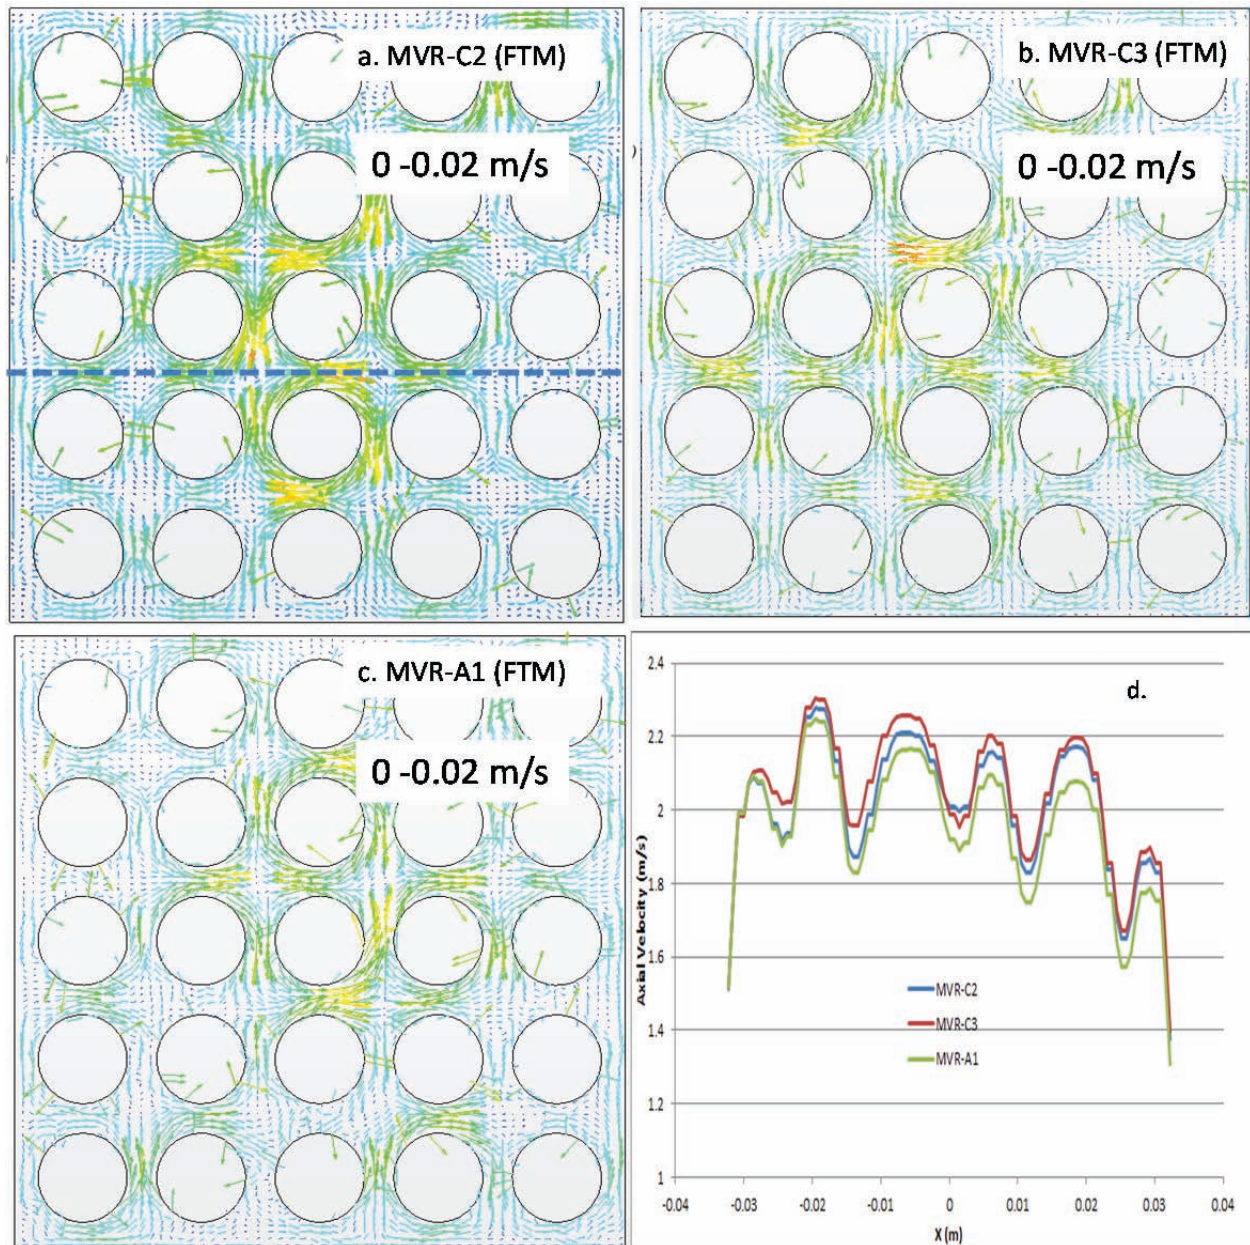 a. MVR-C2 (FTM)
0 -0.02 m/s
)
b. MVR-C3 (FTM)
0 -0.02 m/s
)
c. MVR-A1 (FTM)
0 -0.02 m/s
d.
2.4
2.2
2
1.8
1.6
1.4
1.2
1
Axial Velocity (m/s)
MVR-C2
MVR-C3
MVR-A1
-0.04 -0.03 -0.02 -0.01 0 0.01 0.02 0.03 0.04
X (m)